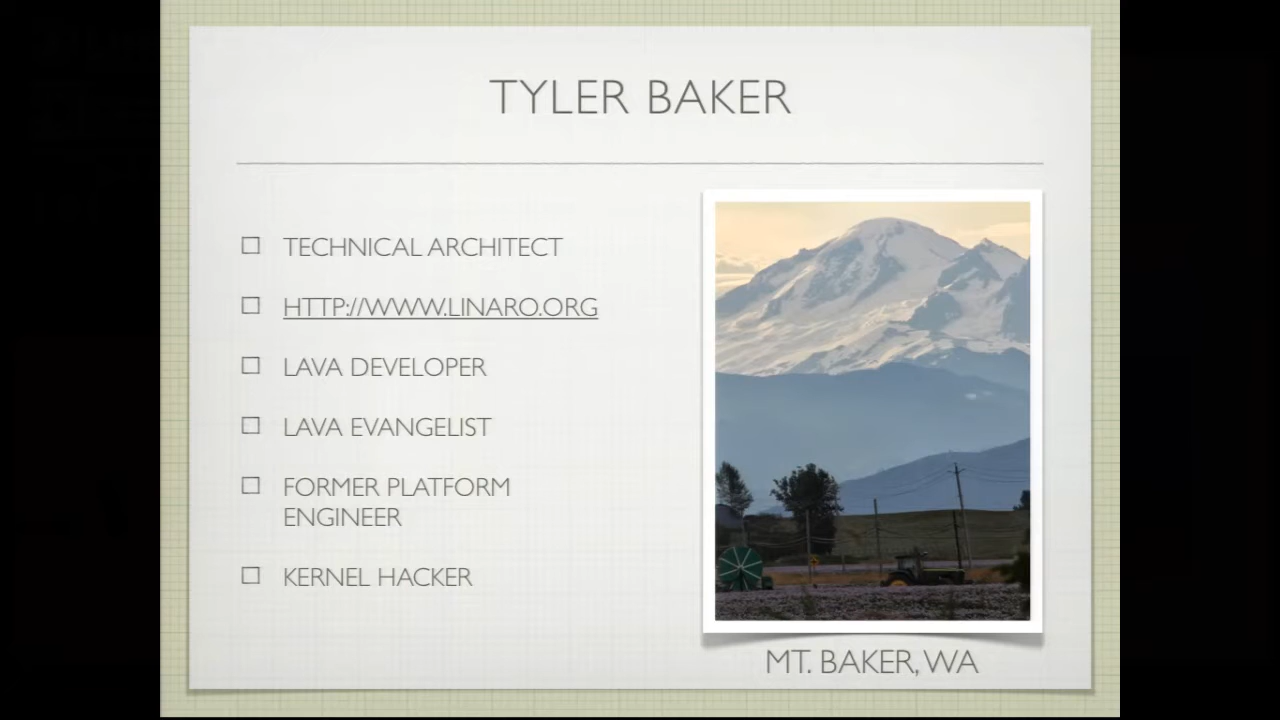 TYLER BAKER
TECHNICAL ARCHITECT
HTTP://WWW.LINARO.ORG
LAVA DEVELOPER
LAVA EVANGELIST
FORMER PLATFORM
ENGINEER
KERNEL HACKER
MT. BAKER, WA